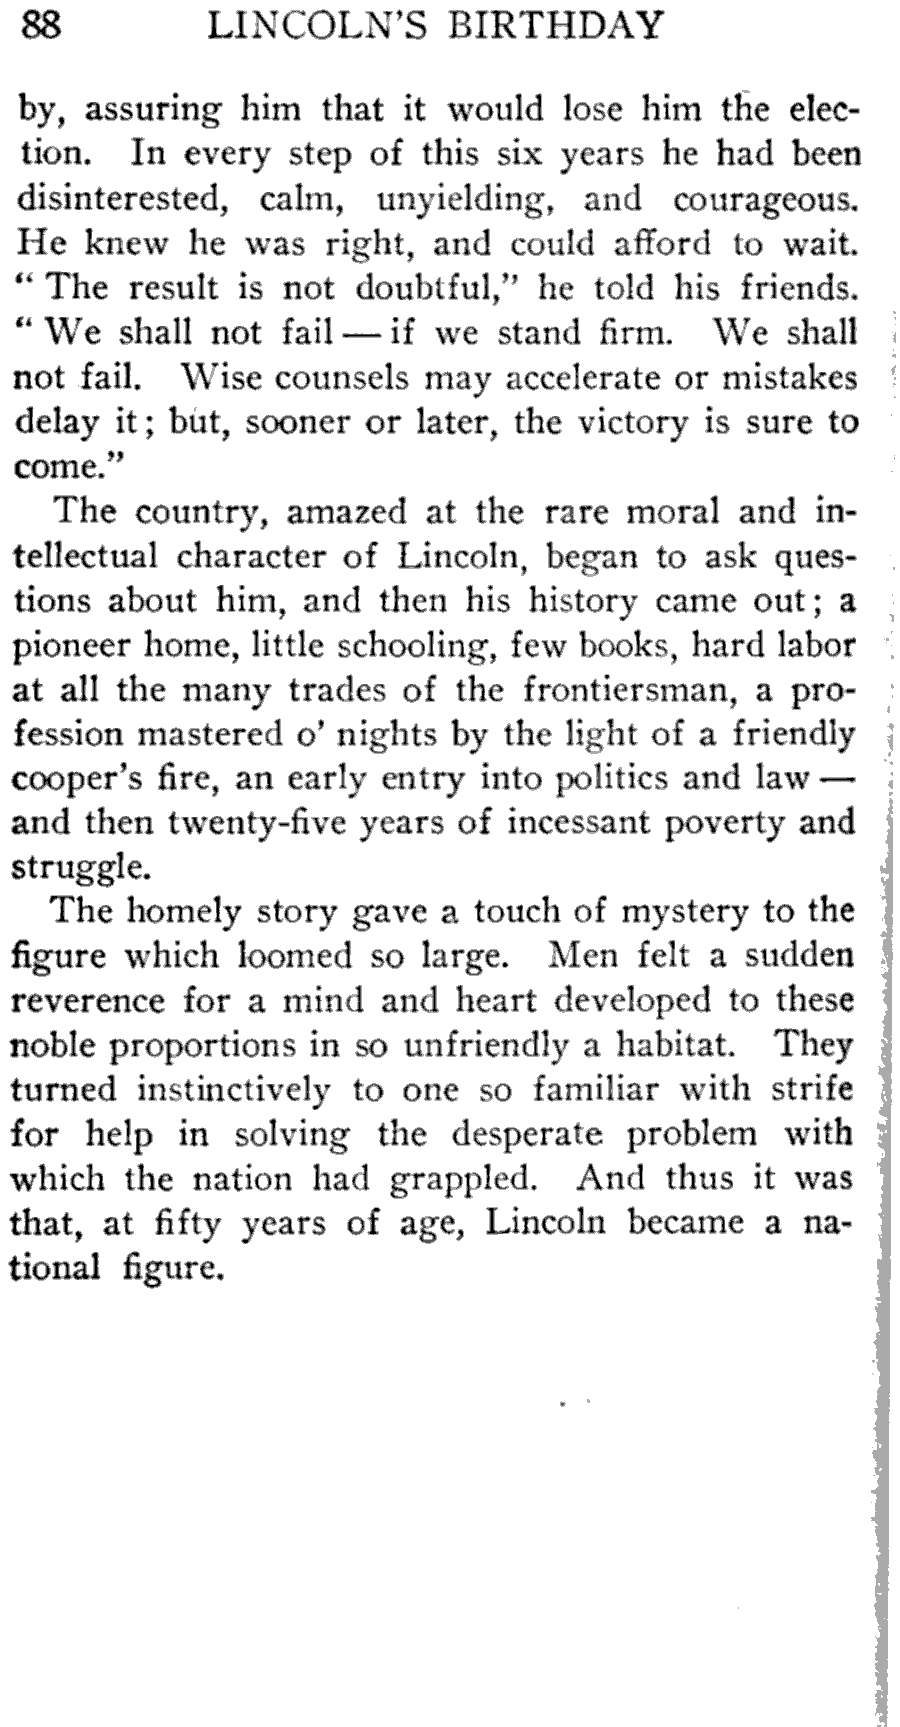 88 LINCOLN'S BIRTHDAY
by, assuring him that it would lose him the elec-
tion. In every step of this six years he had been
disinterested, calm, unyielding, and courageous.
He knew he was right, and could afford to wait.
“ The result is not doubtful,” he told his friends.
“ We shall not fail — if we stand firm. We shall
not fail. Wise counsels may accelerate or mistakes
delay it ; but, sooner or later, the victory is sure to
come.”
The country, amazed at the rare moral and in-
tellectual character of Lincoln, began to ask ques-
tions about him, and then his history came out ; a
pioneer home, little schooling, few books, hard labor
at all the many trades of the frontiersman, a pro-
fession mastered o' nights by the light of a friendly
cooper's fire, an early entry into politics and law —
and then twenty-five years of incessant poverty and
struggle.
The homely story gave a touch of mystery to the
figure which loomed so large. Men felt a sudden
reverence for a mind and heart developed to these
noble proportions in so unfriendly a habitat. They
turned instinctively to one so familiar with strife
for help in solving the desperate problem with
which the nation had grappled. And thus it was
that, at fifty years of age, Lincoln became a na-
tional figure.